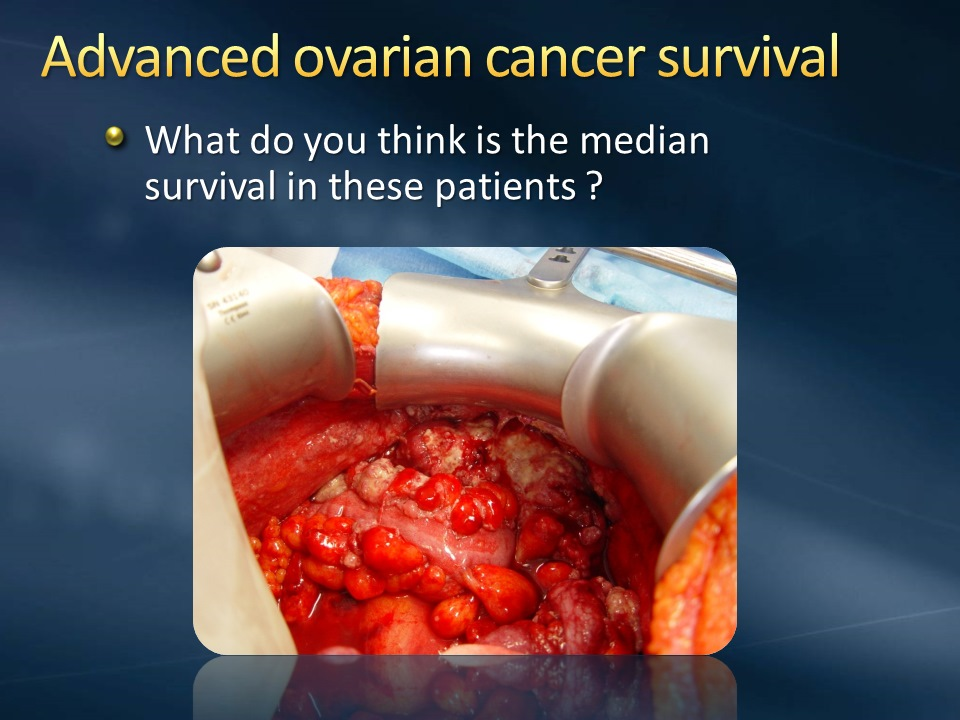 Advanced ovarian cancer survival
What do you think is the median
survival in these patients ?